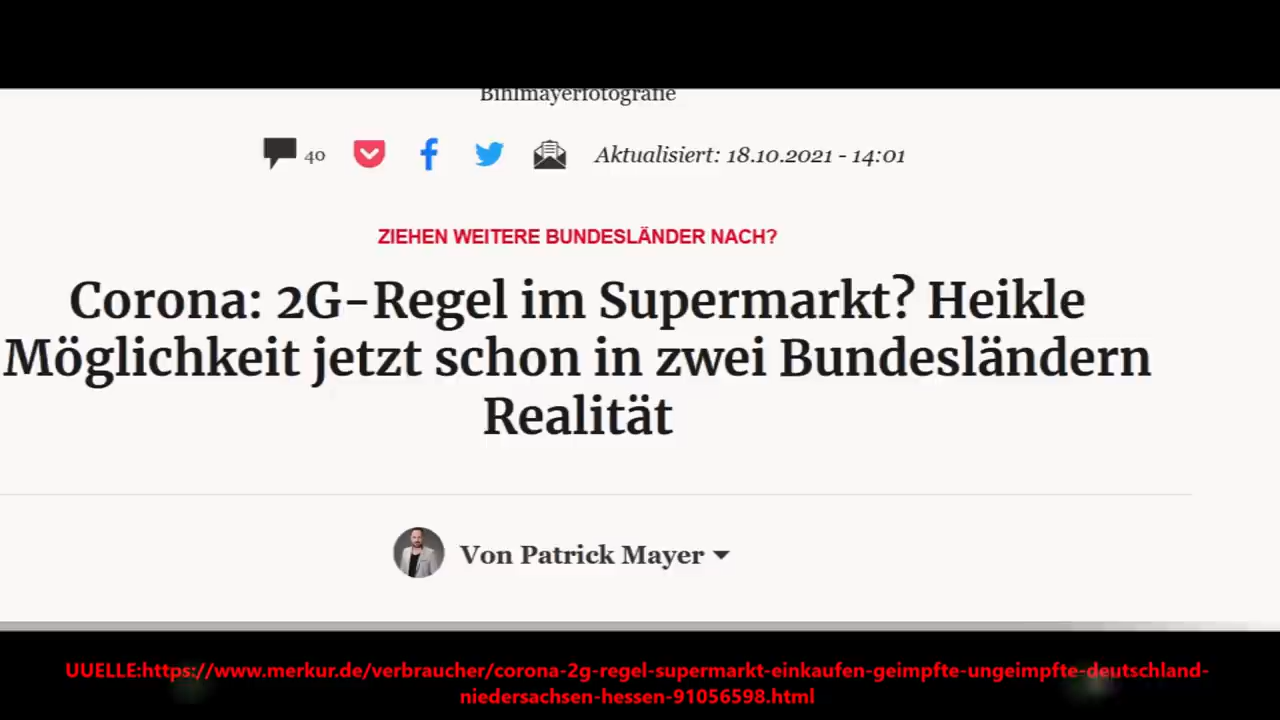 Bihlmayerfotografie
40
Aktualisiert: 18.10.2021 - 14:01
ZIEHEN WEITERE BUNDESLÄNDER NACH?
Corona: 2G-Regel im Supermarkt? Heikle
Möglichkeit jetzt schon in zwei Bundesländern
Realität
Von Patrick Mayer
UUELLE:https://www.merkur.de/verbraucher/corona-2g-regel-supermarkt-einkaufen-geimpfte-ungeimpfte-deutschland-
niedersachsen-hessen-91056598.html